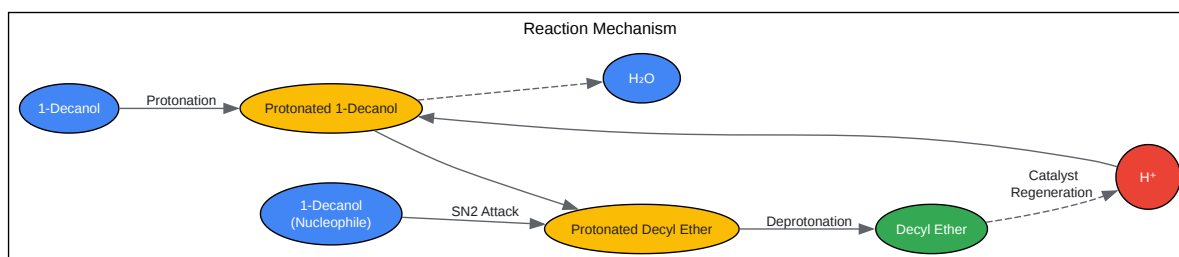 Reaction Mechanism
1-Decanol
Protonation
Protonated 1-Decanol
H₂O
1-Decanol
(Nucleophile)
SN2 Attack
Protonated Decyl Ether
Deprotonation
Decyl Ether
Catalyst
Regeneration
H⁺